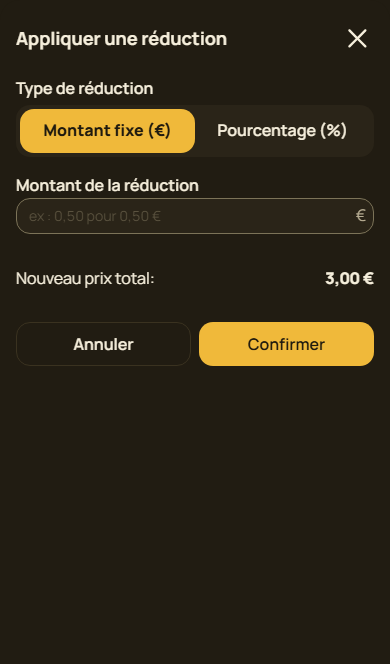 Appliquer une réduction
Type de réduction
Montant fixe (€)
Pourcentage (%)
Montant de la réduction
ex : 0,50 pour 0,50 €
€
Nouveau prix total:
3,00 €
Annuler
Confirmer